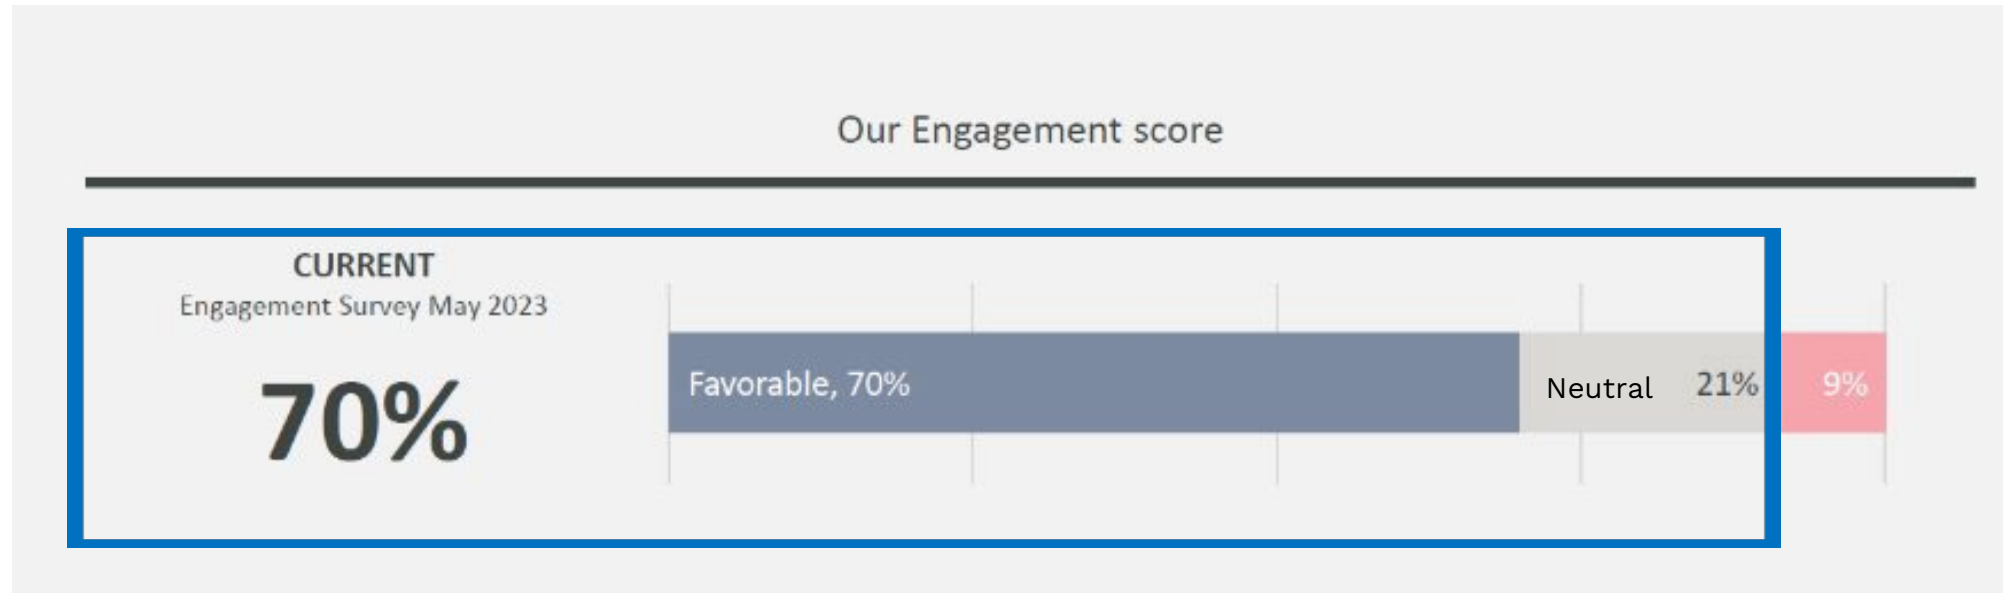 Our Engagement score
CURRENT
Engagement Survey May 2023
70%
Favorable, 70%
Neutral 21%
9%